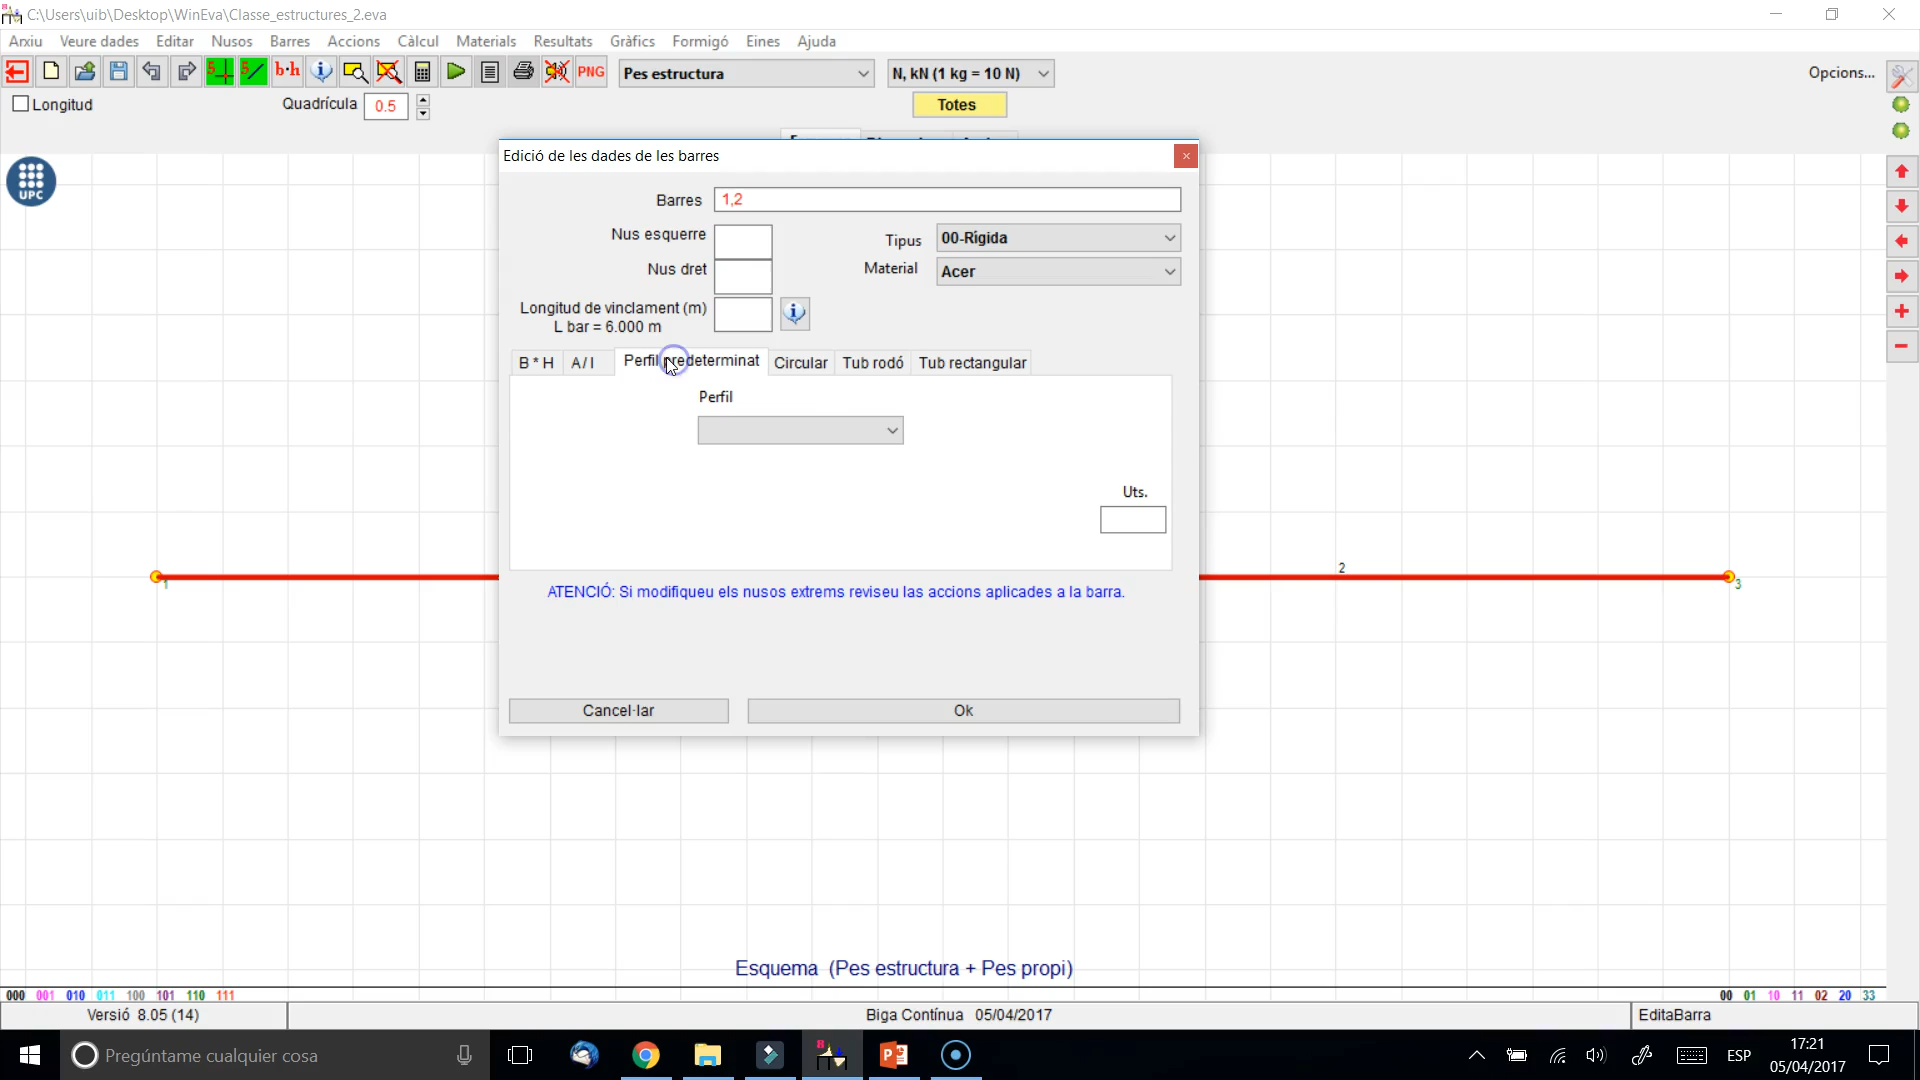 C:\Users\uib\Desktop\WinEva\Classe_estructures_2.eva
Arxiu Veure dades Editar Nusos Barres Accions Càlcul Materials Resultats Gràfics Formigó Eines Ajuda
b·h PNG Pes estructura N, kN (1 kg = 10 N) Opcions...
Longitud Quadrícula 0.5 Totes
Edició de les dades de les barres
UPC
Barres 1,2
Nus esquerre
Tipus 00-Rígida
Nus dret
Material Acer
Longitud de vinclament (m)
L bar = 6.000 m
B * H A / I Perfil predeterminat Circular Tub rodó Tub rectangular
Perfil
Uts.
1 2 3
ATENCIÓ: Si modifiqueu els nusos extrems reviseu las accions aplicades a la barra.
Cancel·lar Ok
Esquema (Pes estructura + Pes propi)
000 001 010 011 100 101 110 111 00 01 10 11 02 20 33
Versió 8.05 (14) Biga Contínua 05/04/2017 EditaBarra
Pregúntame cualquier cosa ESP 17:21
05/04/2017